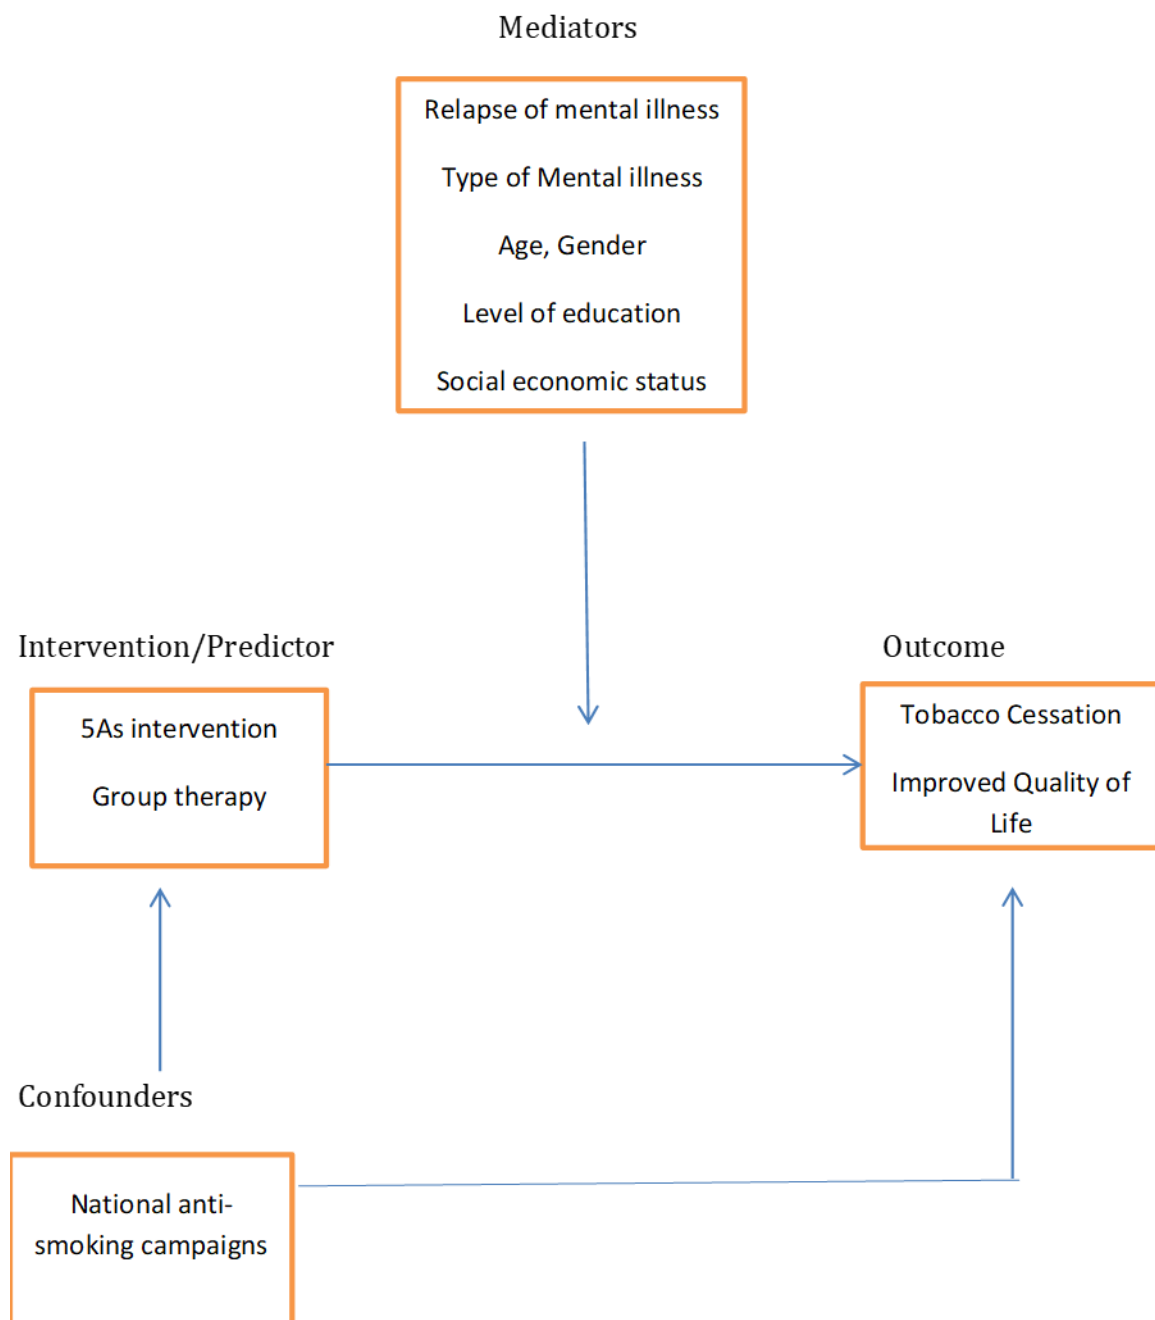 Mediators
Relapse of mental illness
Type of Mental illness
Age, Gender
Level of education
Social economic status
Intervention/Predictor
5As intervention
Group therapy
Outcome
Tobacco Cessation
Improved Quality of
Life
Confounders
National anti-
smoking campaigns